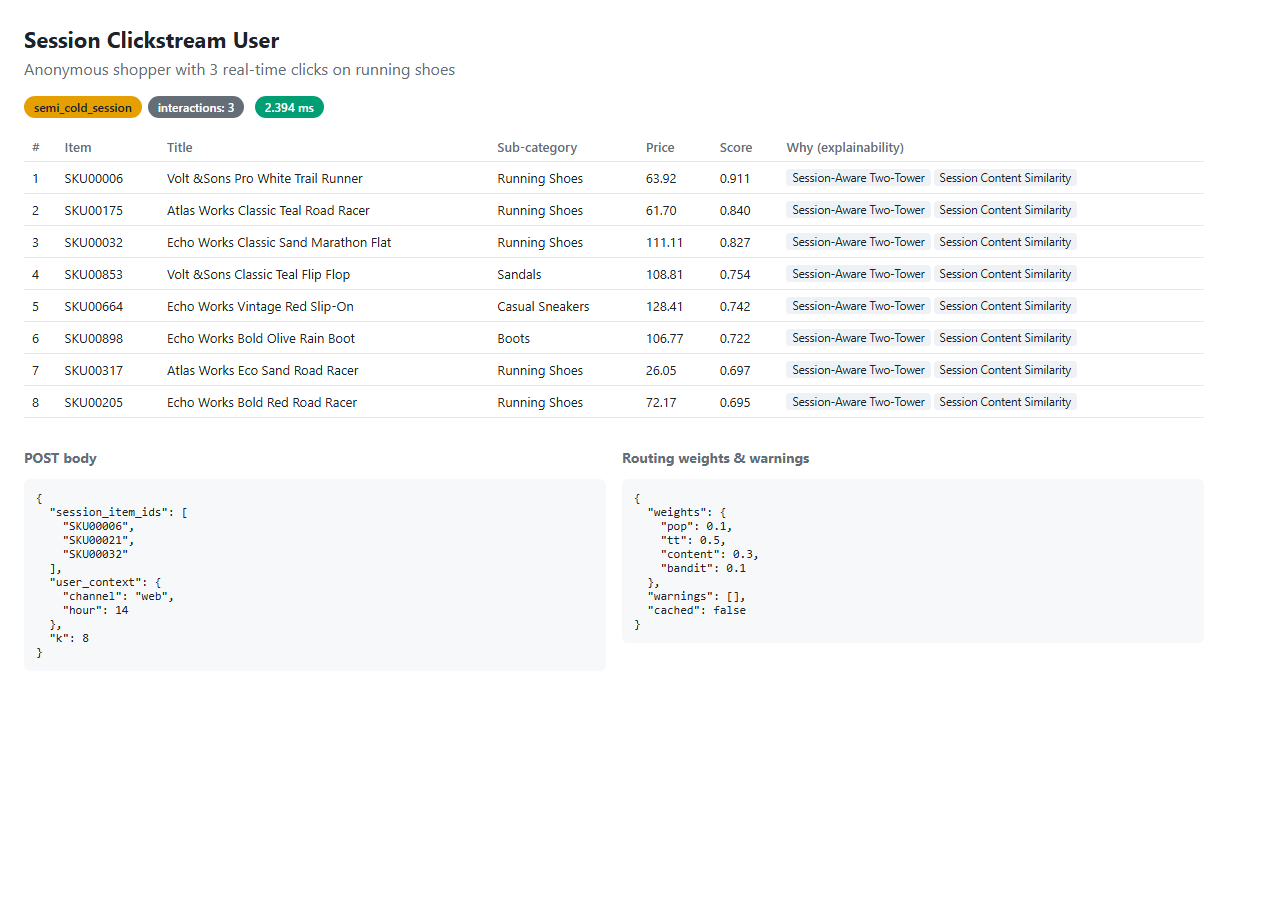 Session Clickstream User
Anonymous shopper with 3 real-time clicks on running shoes
semi_cold_session interactions: 3 2.394 ms
# Item Title Sub-category Price Score Why (explainability)
1 SKU00006 Volt &Sons Pro White Trail Runner Running Shoes 63.92 0.911 Session-Aware Two-Tower Session Content Similarity
2 SKU00175 Atlas Works Classic Teal Road Racer Running Shoes 61.70 0.840 Session-Aware Two-Tower Session Content Similarity
3 SKU00032 Echo Works Classic Sand Marathon Flat Running Shoes 111.11 0.827 Session-Aware Two-Tower Session Content Similarity
4 SKU00853 Volt &Sons Classic Teal Flip Flop Sandals 108.81 0.754 Session-Aware Two-Tower Session Content Similarity
5 SKU00664 Echo Works Vintage Red Slip-On Casual Sneakers 128.41 0.742 Session-Aware Two-Tower Session Content Similarity
6 SKU00898 Echo Works Bold Olive Rain Boot Boots 106.77 0.722 Session-Aware Two-Tower Session Content Similarity
7 SKU00317 Atlas Works Eco Sand Road Racer Running Shoes 26.05 0.697 Session-Aware Two-Tower Session Content Similarity
8 SKU00205 Echo Works Bold Red Road Racer Running Shoes 72.17 0.695 Session-Aware Two-Tower Session Content Similarity
POST body
{
  "session_item_ids": [
    "SKU00006",
    "SKU00021",
    "SKU00032"
  ],
  "user_context": {
    "channel": "web",
    "hour": 14
  },
  "k": 8
}
Routing weights & warnings
{
  "weights": {
    "pop": 0.1,
    "tt": 0.5,
    "content": 0.3,
    "bandit": 0.1
  },
  "warnings": [],
  "cached": false
}